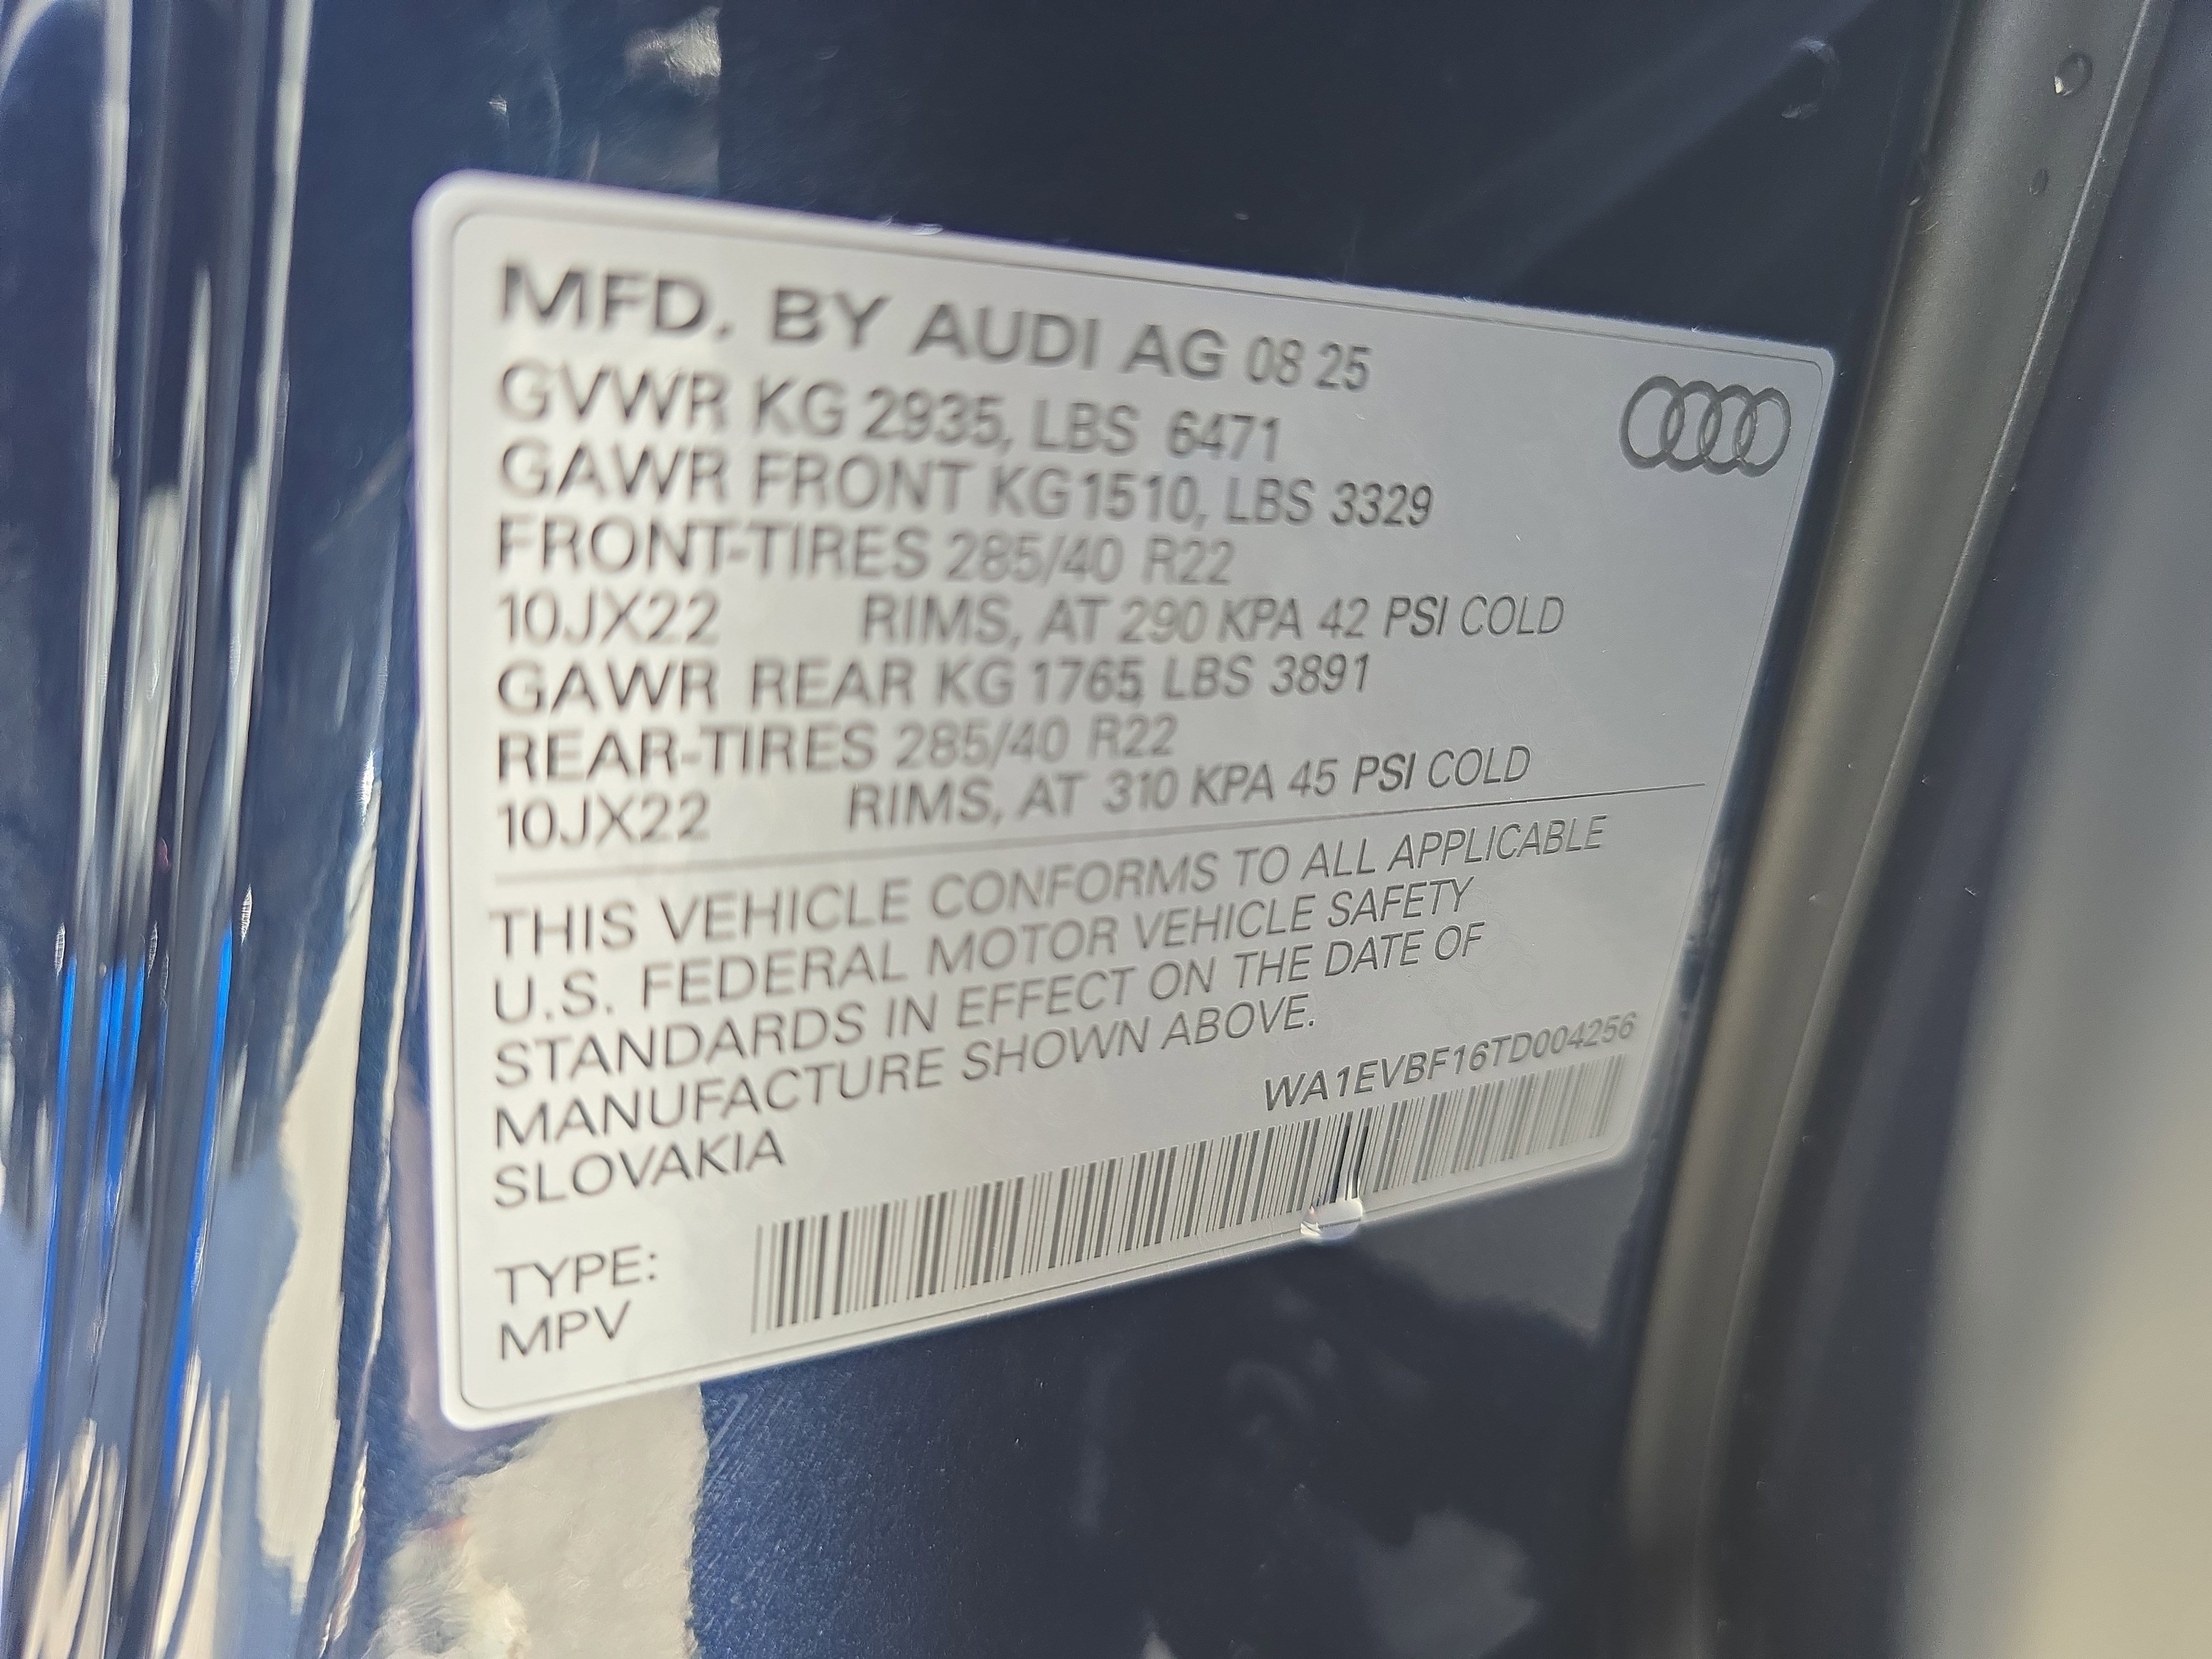 MFD. BY AUDI AG 08 25
GVWR KG 2935, LBS 6471
GAWR FRONT KG 1510, LBS 3329
FRONT-TIRES 285/40 R22
10JX22 RIMS, AT 290 KPA 42 PSI COLD
GAWR REAR KG 1765, LBS 3891
REAR-TIRES 285/40 R22
10JX22 RIMS, AT 310 KPA 45 PSI COLD
THIS VEHICLE CONFORMS TO ALL APPLICABLE
U.S. FEDERAL MOTOR VEHICLE SAFETY
STANDARDS IN EFFECT ON THE DATE OF
MANUFACTURE SHOWN ABOVE.
SLOVAKIA
WA1EVBF16TD004256
TYPE:
MPV